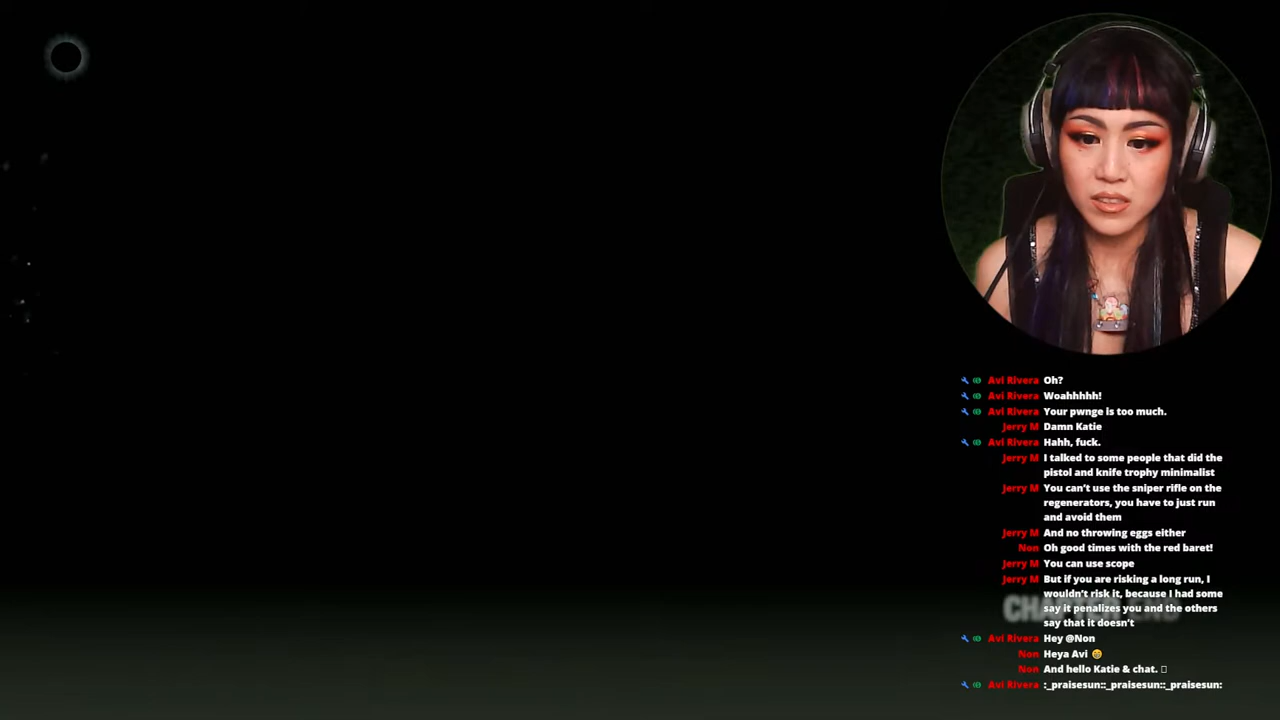 Avi Rivera Oh?
Avi Rivera Woahhhhh!
Avi Rivera Your pwnge is too much.
Jerry M Damn Katie
Avi Rivera Hahh, fuck.
Jerry M I talked to some people that did the
pistol and knife trophy minimalist
Jerry M You can't use the sniper rifle on the
regenerators, you have to just run
and avoid them
Jerry M And no throwing eggs either
Non Oh good times with the red baret!
Jerry M You can use scope
Jerry M But if you are risking a long run, I
wouldn't risk it, because I had some
say it penalizes you and the others
say that it doesn't
CHAPTER END
Avi Rivera Hey @Non
Non Heya Avi 😁
Non And hello Katie & chat.
Avi Rivera :_praisesun::_praisesun::_praisesun: